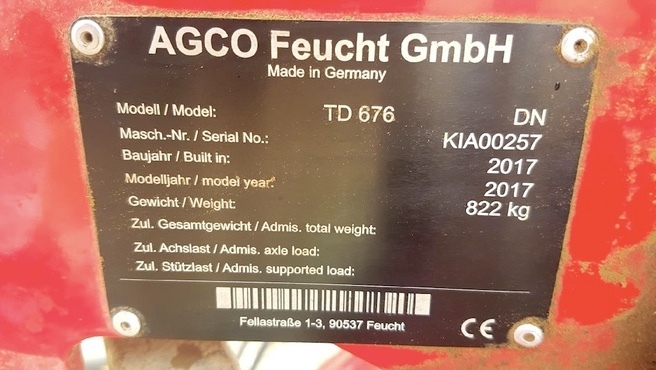 AGCO Feucht GmbH
Made in Germany
Modell / Model: TD 676 DN
Masch.-Nr. / Serial No.: KIA00257
Baujahr / Built in: 2017
Modelljahr / model year: 2017
Gewicht / Weight: 822 kg
Zul. Gesamtgewicht / Admis. total weight:
Zul. Achslast / Admis. axle load:
Zul. Stützlast / Admis. supported load:
Fellastraße 1-3, 90537 Feucht CE